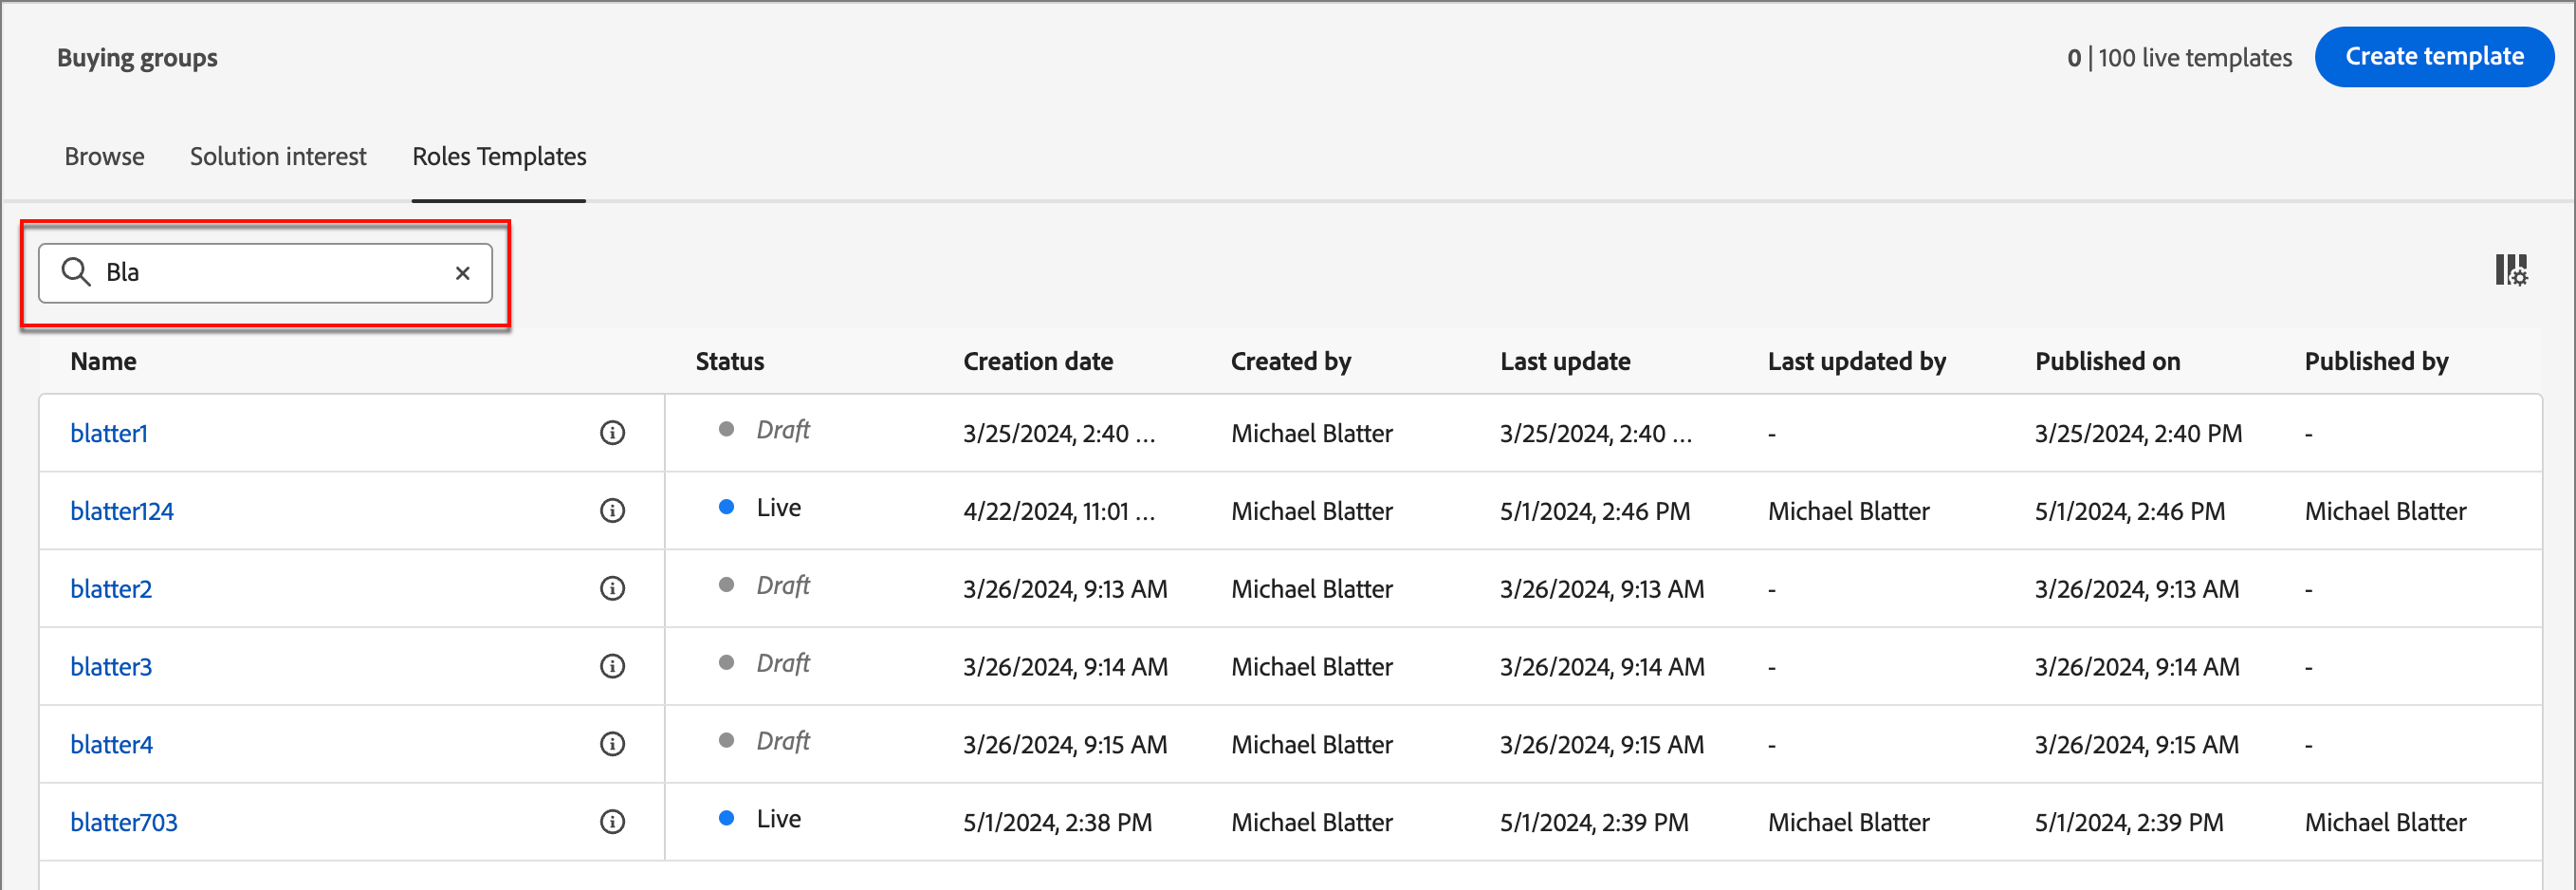 Buying groups
0 | 100 live templates
Create template
Browse Solution interest Roles Templates
Bla
Name Status Creation date Created by Last update Last updated by Published on Published by
blatter1 Draft 3/25/2024, 2:40 ... Michael Blatter 3/25/2024, 2:40 ... - 3/25/2024, 2:40 PM -
blatter124 Live 4/22/2024, 11:01 ... Michael Blatter 5/1/2024, 2:46 PM Michael Blatter 5/1/2024, 2:46 PM Michael Blatter
blatter2 Draft 3/26/2024, 9:13 AM Michael Blatter 3/26/2024, 9:13 AM - 3/26/2024, 9:13 AM -
blatter3 Draft 3/26/2024, 9:14 AM Michael Blatter 3/26/2024, 9:14 AM - 3/26/2024, 9:14 AM -
blatter4 Draft 3/26/2024, 9:15 AM Michael Blatter 3/26/2024, 9:15 AM - 3/26/2024, 9:15 AM -
blatter703 Live 5/1/2024, 2:38 PM Michael Blatter 5/1/2024, 2:39 PM Michael Blatter 5/1/2024, 2:39 PM Michael Blatter